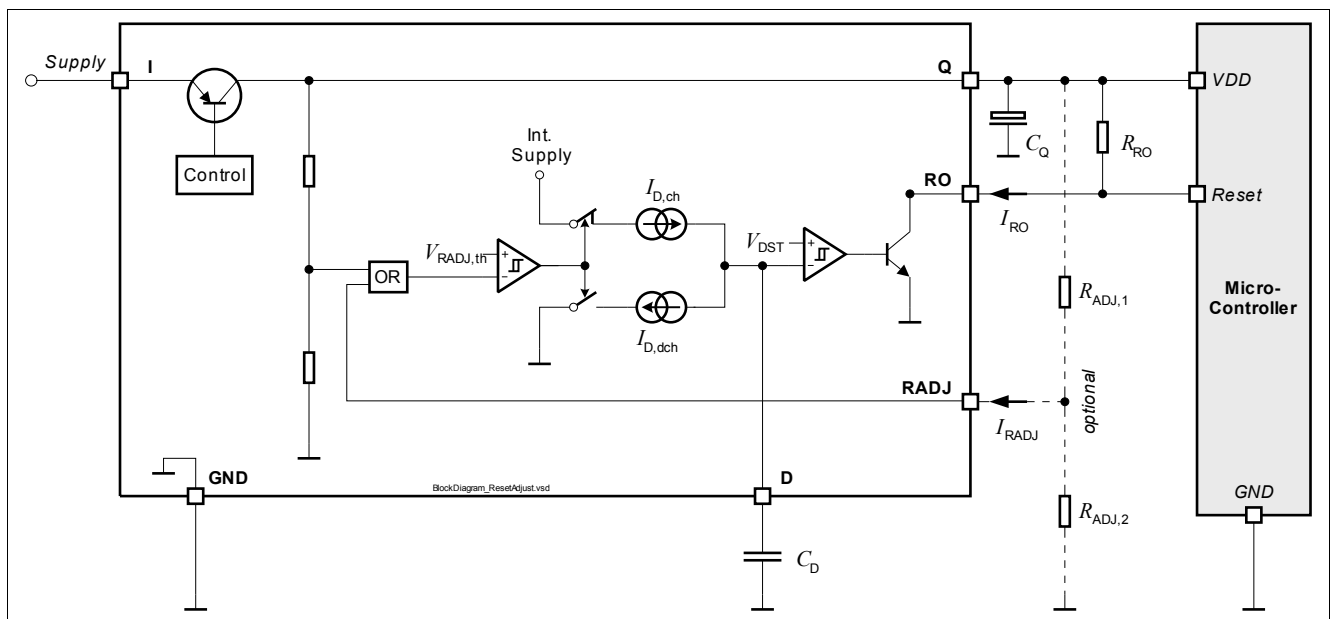 Supply
I
Q
VDD
Int.
Supply
C_Q
R_RO
Control
I_D,ch
RO
Reset
I_RO
V_RADJ,th
+
-
OR
V_DST
+
-
R_ADJ,1
Micro-
Controller
I_D,dch
RADJ
I_RADJ
optional
GND
BlockDiagram_ResetAdjust.vsd
D
GND
R_ADJ,2
C_D